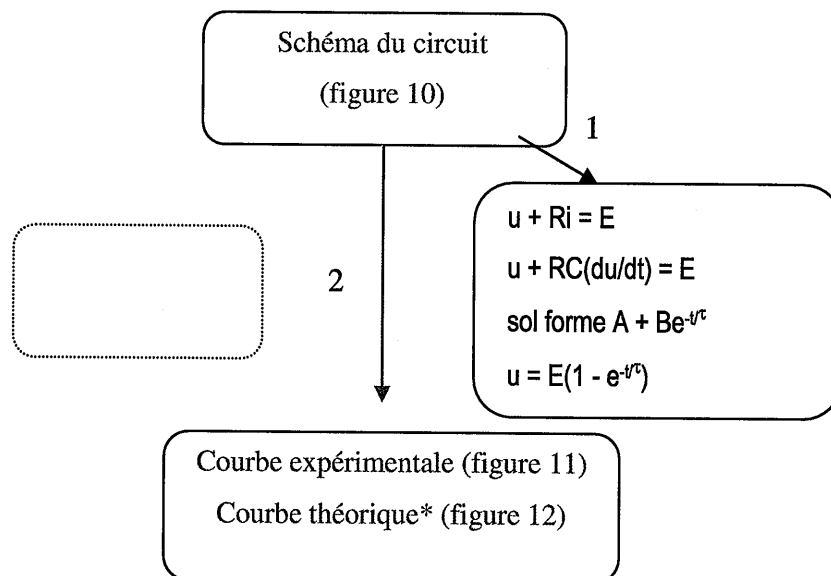 Schéma du circuit
(figure 10)
1
u + Ri = E
u + RC(du/dt) = E
2
sol forme A + Be^-t/τ
u = E(1 - e^-t/τ)
Courbe expérimentale (figure 11)
Courbe théorique* (figure 12)